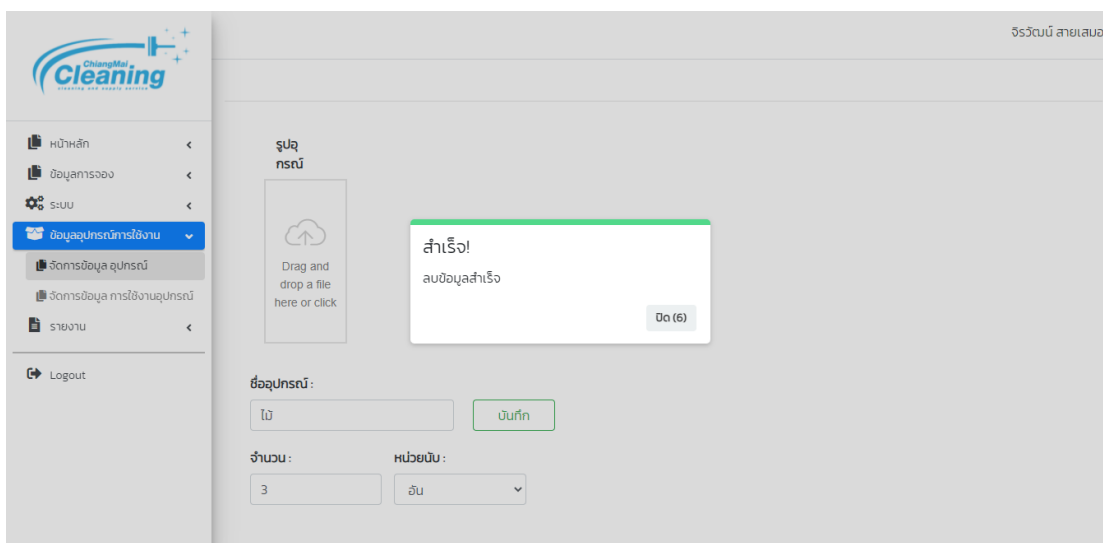 จิรวัฒน์ สายเสมอ
ChiangMai
Cleaning
cleaning and supply service
หน้าหลัก
ข้อมูลการจอง
ระบบ
ข้อมูลอุปกรณ์การใช้งาน
จัดการข้อมูล อุปกรณ์
จัดการข้อมูล การใช้งานอุปกรณ์
รายงาน
Logout
รูปอุ
กรณ์
Drag and
drop a file
here or click
สำเร็จ!
ลบข้อมูลสำเร็จ
ปิด (6)
ชื่ออุปกรณ์ :
ไม้
บันทึก
จำนวน :
หน่วยนับ :
3
อัน